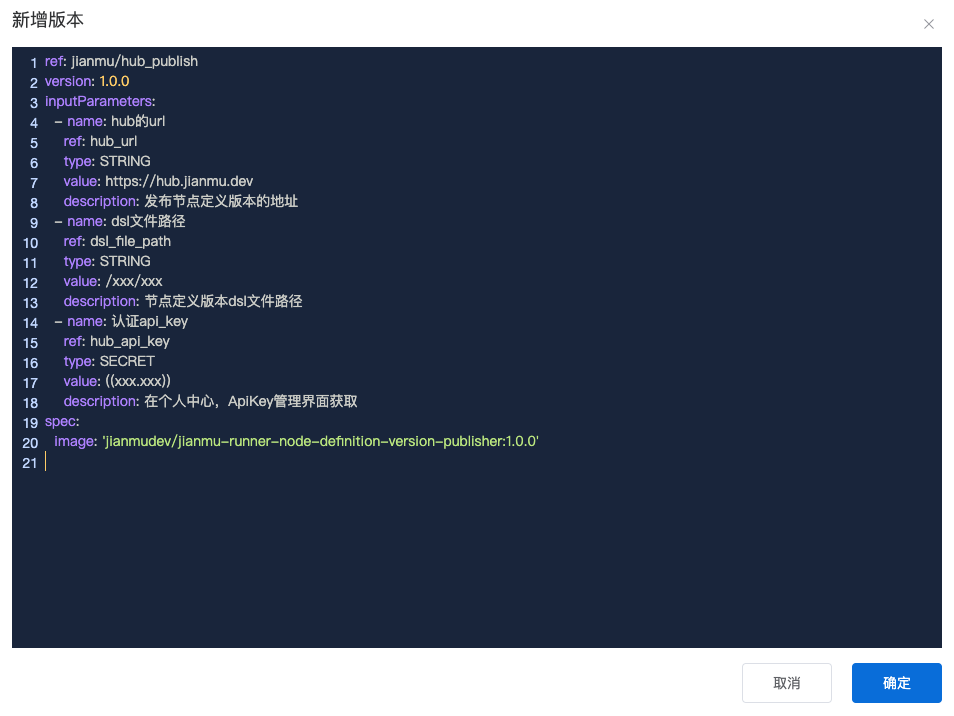 新增版本
1 ref: jianmu/hub_publish
2 version: 1.0.0
3 inputParameters:
4 - name: hub的url
5 ref: hub_url
6 type: STRING
7 value: https://hub.jianmu.dev
8 description: 发布节点定义版本的地址
9 - name: dsl文件路径
10 ref: dsl_file_path
11 type: STRING
12 value: /xxx/xxx
13 description: 节点定义版本dsl文件路径
14 - name: 认证api_key
15 ref: hub_api_key
16 type: SECRET
17 value: ((xxx.xxx))
18 description: 在个人中心，ApiKey管理界面获取
19 spec:
20 image: 'jianmudev/jianmu-runner-node-definition-version-publisher:1.0.0'
21
取消 确定